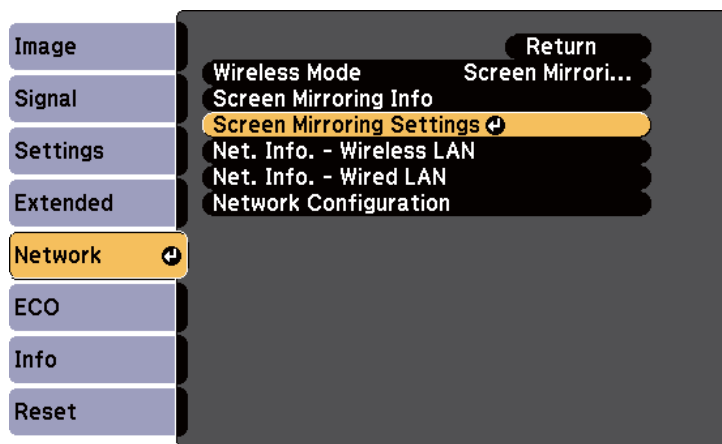 Image
Signal
Settings
Extended
Network
ECO
Info
Reset
Return
Wireless Mode Screen Mirrori...
Screen Mirroring Info
Screen Mirroring Settings
Net. Info. - Wireless LAN
Net. Info. - Wired LAN
Network Configuration